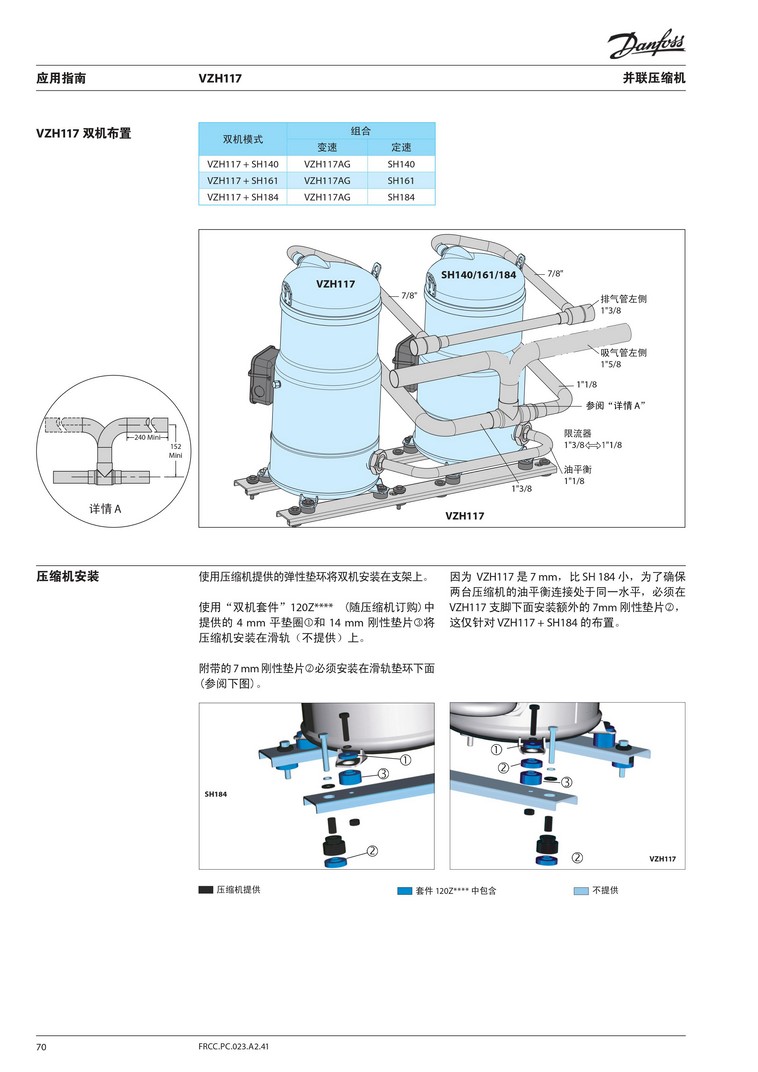 Danfoss
应用指南 VZH117 并联压缩机
VZH117 双机布置
双机模式 组合
变速 定速
VZH117 + SH140 VZH117AG SH140
VZH117 + SH161 VZH117AG SH161
VZH117 + SH184 VZH117AG SH184
VZH117
SH140/161/184
7/8"
7/8"
排气管左侧
1"3/8
吸气管左侧
1"5/8
1"1/8
参阅“详情 A”
限流器
1"3/8⇔1"1/8
油平衡
1"1/8
1"3/8
VZH117
240 Mini
152
Mini
详情 A
压缩机安装
使用压缩机提供的弹性垫环将双机安装在支架上。
使用“双机套件”120Z**** (随压缩机订购) 中
提供的 4 mm 平垫圈①和 14 mm 刚性垫片③将
压缩机安装在滑轨（不提供）上。
附带的 7 mm 刚性垫片②必须安装在滑轨垫环下面
(参阅下图)。
因为 VZH117 是 7 mm，比 SH 184 小，为了确保
两台压缩机的油平衡连接处于同一水平，必须在
VZH117 支脚下面安装额外的 7mm 刚性垫片②，
这仅针对 VZH117 + SH184 的布置。
①
③
SH184
②
①
②
③
②
VZH117
压缩机提供
套件 120Z**** 中包含
不提供
70 FRCC.PC.023.A2.41